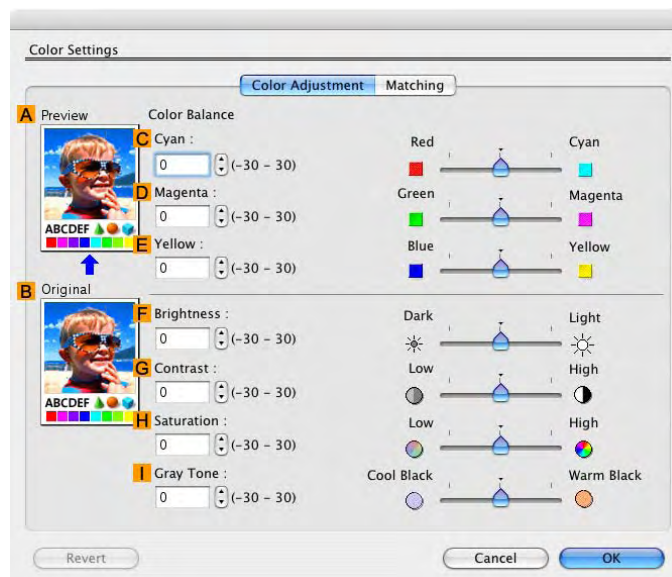 Color Settings
Color Adjustment Matching
A Preview
Color Balance
C Cyan :
0 (-30 – 30)
Red Cyan
D Magenta :
0 (-30 – 30)
Green Magenta
E Yellow :
0 (-30 – 30)
Blue Yellow
ABCDEF
B Original
ABCDEF
F Brightness :
0 (-30 – 30)
Dark Light
G Contrast :
0 (-30 – 30)
Low High
H Saturation :
0 (-30 – 30)
Low High
I Gray Tone :
0 (-30 – 30)
Cool Black Warm Black
Revert Cancel OK